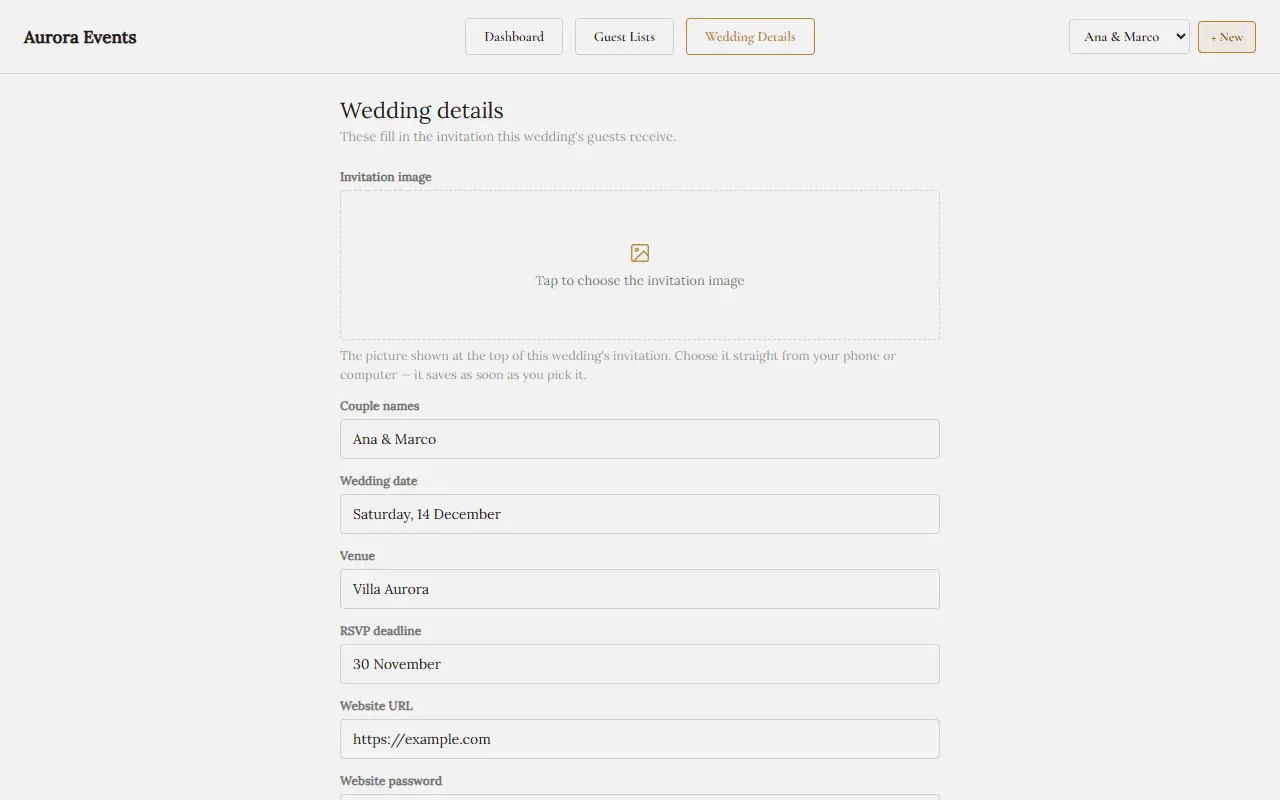 Aurora Events
Dashboard
Guest Lists
Wedding Details
Ana & Marco
+ New
Wedding details
These fill in the invitation this wedding's guests receive.
Invitation image
Tap to choose the invitation image
The picture shown at the top of this wedding's invitation. Choose it straight from your phone or
computer — it saves as soon as you pick it.
Couple names
Ana & Marco
Wedding date
Saturday, 14 December
Venue
Villa Aurora
RSVP deadline
30 November
Website URL
https://example.com
Website password